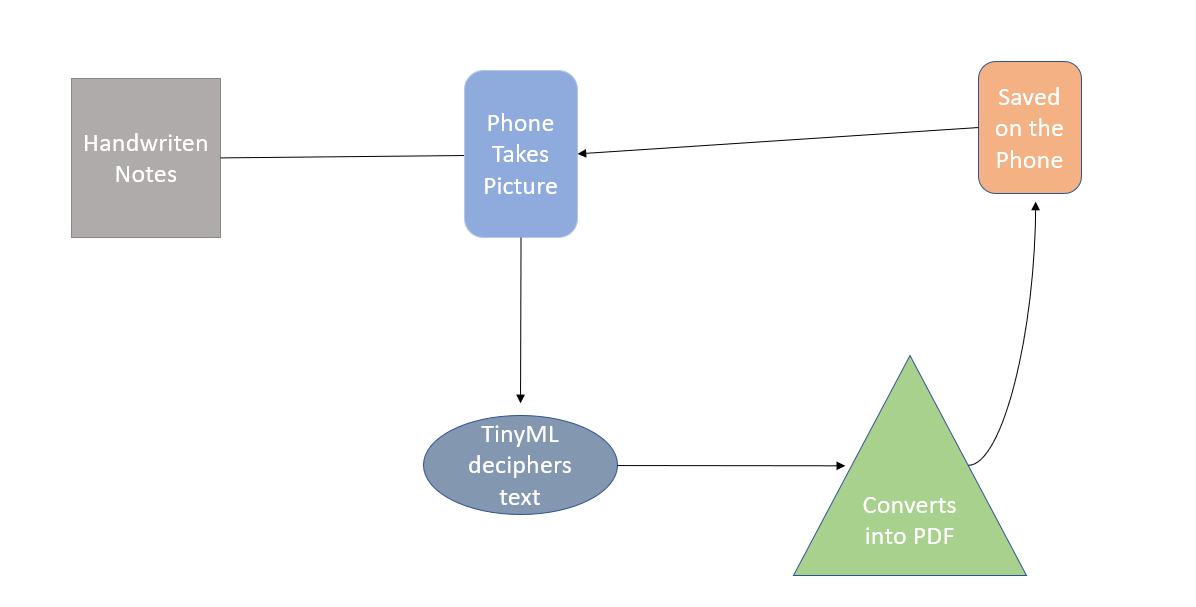 Handwriten
Notes
Phone
Takes
Picture
Saved
on the
Phone
TinyML
deciphers
text
Converts
into PDF